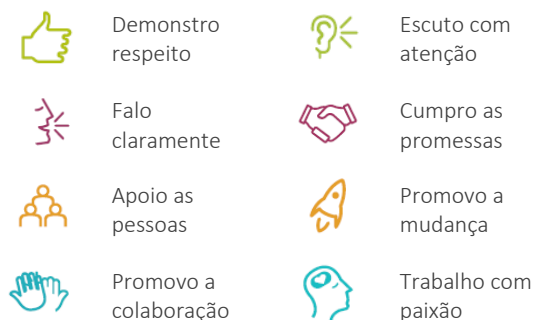 Demonstro
respeito
Escuto com
atenção
Falo
claramente
Cumpro as
promessas
Apoio as
pessoas
Promovo a
mudança
Promovo a
colaboração
Trabalho com
paixão